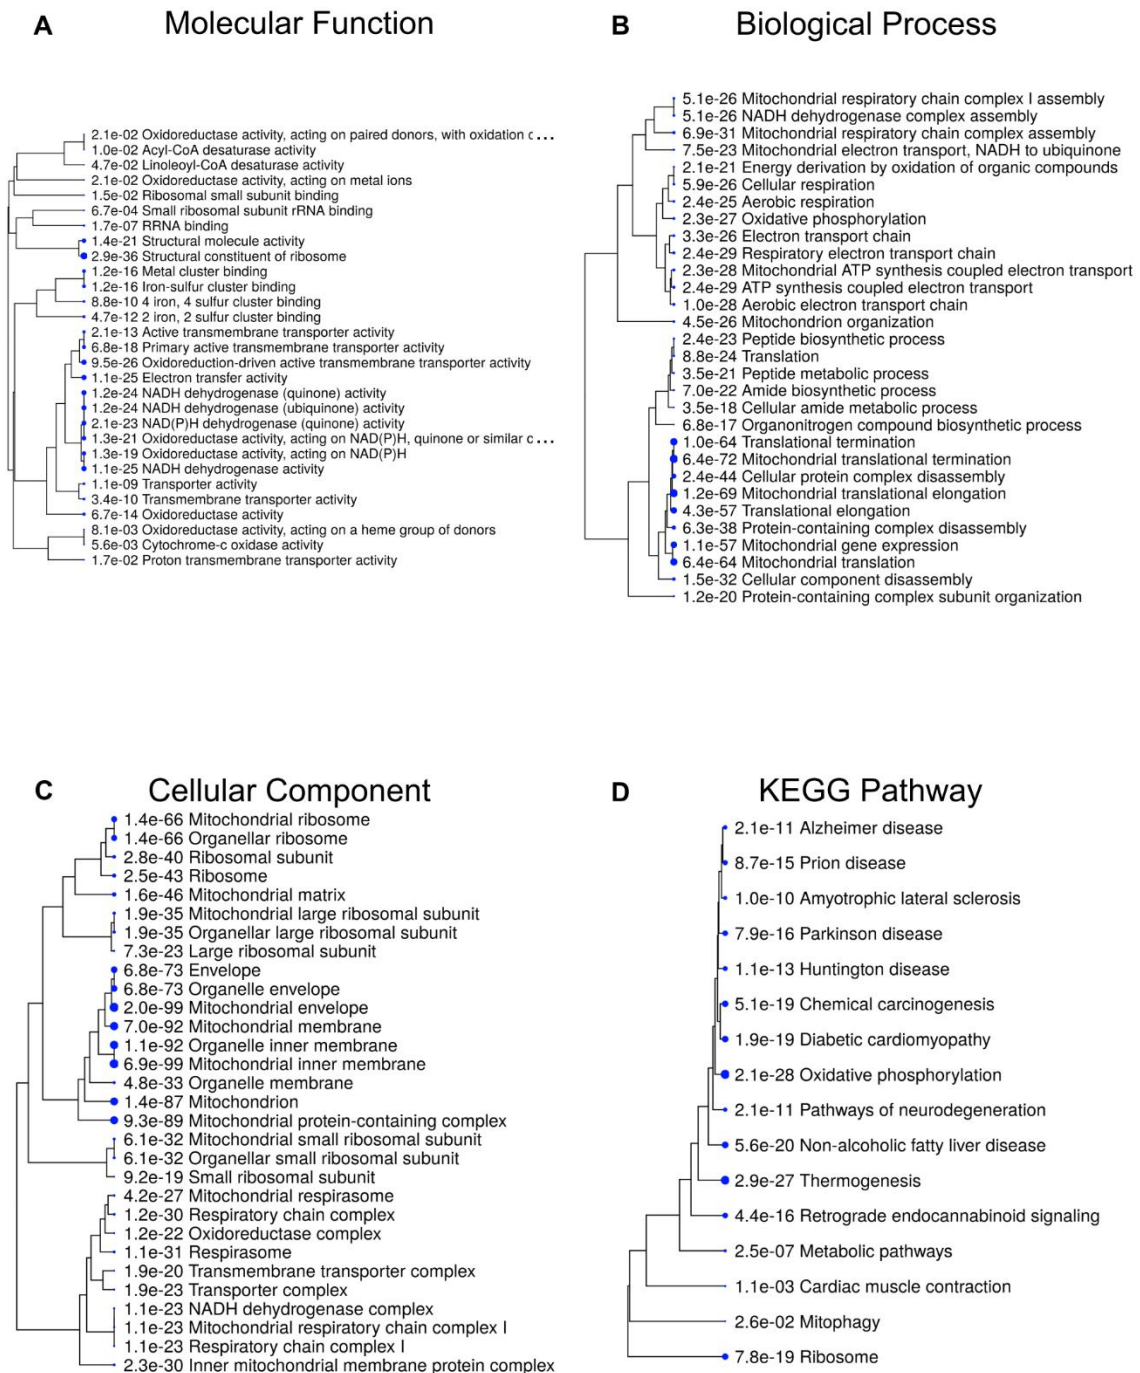 A Molecular Function
2.1e-02 Oxidoreductase activity, acting on paired donors, with oxidation c...
1.0e-02 Acyl-CoA desaturase activity
4.7e-02 Linoleoyl-CoA desaturase activity
2.1e-02 Oxidoreductase activity, acting on metal ions
1.5e-02 Ribosomal small subunit binding
6.7e-04 Small ribosomal subunit rRNA binding
1.7e-07 RRNA binding
1.4e-21 Structural molecule activity
2.9e-36 Structural constituent of ribosome
1.2e-16 Metal cluster binding
1.2e-16 Iron-sulfur cluster binding
8.8e-10 4 iron, 4 sulfur cluster binding
4.7e-12 2 iron, 2 sulfur cluster binding
2.1e-13 Active transmembrane transporter activity
6.8e-18 Primary active transmembrane transporter activity
9.5e-26 Oxidoreduction-driven active transmembrane transporter activity
1.1e-25 Electron transfer activity
1.2e-24 NADH dehydrogenase (quinone) activity
1.2e-24 NADH dehydrogenase (ubiquinone) activity
2.1e-23 NAD(P)H dehydrogenase (quinone) activity
1.3e-21 Oxidoreductase activity, acting on NAD(P)H, quinone or similar c...
1.3e-19 Oxidoreductase activity, acting on NAD(P)H
1.1e-25 NADH dehydrogenase activity
1.1e-09 Transporter activity
3.4e-10 Transmembrane transporter activity
6.7e-14 Oxidoreductase activity
8.1e-03 Oxidoreductase activity, acting on a heme group of donors
5.6e-03 Cytochrome-c oxidase activity
1.7e-02 Proton transmembrane transporter activity
B Biological Process
5.1e-26 Mitochondrial respiratory chain complex I assembly
5.1e-26 NADH dehydrogenase complex assembly
6.9e-31 Mitochondrial respiratory chain complex assembly
7.5e-23 Mitochondrial electron transport, NADH to ubiquinone
2.1e-21 Energy derivation by oxidation of organic compounds
5.9e-26 Cellular respiration
2.4e-25 Aerobic respiration
2.3e-27 Oxidative phosphorylation
3.3e-26 Electron transport chain
2.4e-29 Respiratory electron transport chain
2.3e-28 Mitochondrial ATP synthesis coupled electron transport
2.4e-29 ATP synthesis coupled electron transport
1.0e-28 Aerobic electron transport chain
4.5e-26 Mitochondrion organization
2.4e-23 Peptide biosynthetic process
8.8e-24 Translation
3.5e-21 Peptide metabolic process
7.0e-22 Amide biosynthetic process
3.5e-18 Cellular amide metabolic process
6.8e-17 Organonitrogen compound biosynthetic process
1.0e-64 Translational termination
6.4e-72 Mitochondrial translational termination
2.4e-44 Cellular protein complex disassembly
1.2e-69 Mitochondrial translational elongation
4.3e-57 Translational elongation
6.3e-38 Protein-containing complex disassembly
1.1e-57 Mitochondrial gene expression
6.4e-64 Mitochondrial translation
1.5e-32 Cellular component disassembly
1.2e-20 Protein-containing complex subunit organization
C Cellular Component
1.4e-66 Mitochondrial ribosome
1.4e-66 Organellar ribosome
2.8e-40 Ribosomal subunit
2.5e-43 Ribosome
1.6e-46 Mitochondrial matrix
1.9e-35 Mitochondrial large ribosomal subunit
1.9e-35 Organellar large ribosomal subunit
7.3e-23 Large ribosomal subunit
6.8e-73 Envelope
6.8e-73 Organelle envelope
2.0e-99 Mitochondrial envelope
7.0e-92 Mitochondrial membrane
1.1e-92 Organelle inner membrane
6.9e-99 Mitochondrial inner membrane
4.8e-33 Organelle membrane
1.4e-87 Mitochondrion
9.3e-89 Mitochondrial protein-containing complex
6.1e-32 Mitochondrial small ribosomal subunit
6.1e-32 Organellar small ribosomal subunit
9.2e-19 Small ribosomal subunit
4.2e-27 Mitochondrial respirasome
1.2e-30 Respiratory chain complex
1.2e-22 Oxidoreductase complex
1.1e-31 Respirasome
1.9e-20 Transmembrane transporter complex
1.9e-23 Transporter complex
1.1e-23 NADH dehydrogenase complex
1.1e-23 Mitochondrial respiratory chain complex I
1.1e-23 Respiratory chain complex I
2.3e-30 Inner mitochondrial membrane protein complex
D KEGG Pathway
2.1e-11 Alzheimer disease
8.7e-15 Prion disease
1.0e-10 Amyotrophic lateral sclerosis
7.9e-16 Parkinson disease
1.1e-13 Huntington disease
5.1e-19 Chemical carcinogenesis
1.9e-19 Diabetic cardiomyopathy
2.1e-28 Oxidative phosphorylation
2.1e-11 Pathways of neurodegeneration
5.6e-20 Non-alcoholic fatty liver disease
2.9e-27 Thermogenesis
4.4e-16 Retrograde endocannabinoid signaling
2.5e-07 Metabolic pathways
1.1e-03 Cardiac muscle contraction
2.6e-02 Mitophagy
7.8e-19 Ribosome